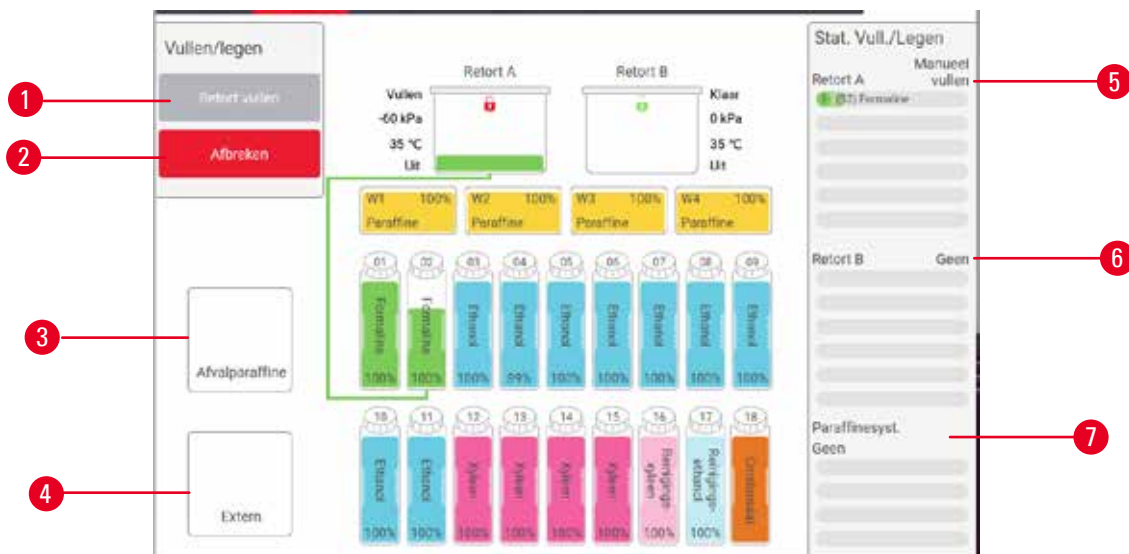 Vullen/legen
Retort vullen
Afbreken
1
2
3
4
Afvalparaffine
Extern
Retort A
Retort B
Vullen
-60 kPa
35 °C
Uit
Klaar
0 kPa
35 °C
Uit
W1 100%
Paraffine
W2 100%
Paraffine
W3 100%
Paraffine
W4 100%
Paraffine
01 02 03 04 05 06 07 08 09
Formaline
Formaline
Ethanol
Ethanol
Ethanol
Ethanol
Ethanol
Ethanol
Ethanol
100% 100% 100% 99% 100% 100% 100% 100% 100%
10 11 12 13 14 15 16 17 18
Ethanol
Ethanol
Xyleen
Xyleen
Xyleen
Xyleen
Reinigings-
xyleen
Reinigings-
ethanol
100% 100% 100% 100% 100% 100% 100% 100%
Stat. Vull./Legen
Manueel
Retort A vullen
Formaline
Retort B Geen
Paraffinesyst.
Geen
5
6
7